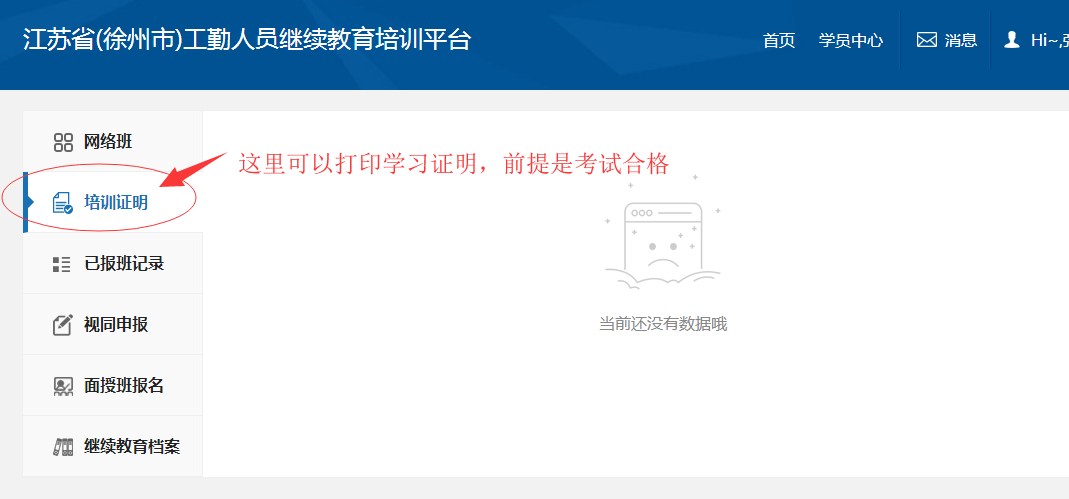 江苏省(徐州市)工勤人员继续教育培训平台
首页 学员中心 消息 Hi~,
网络班
这里可以打印学习证明，前提是考试合格
培训证明
已报班记录
视同申报
当前还没有数据哦
面授班报名
继续教育档案